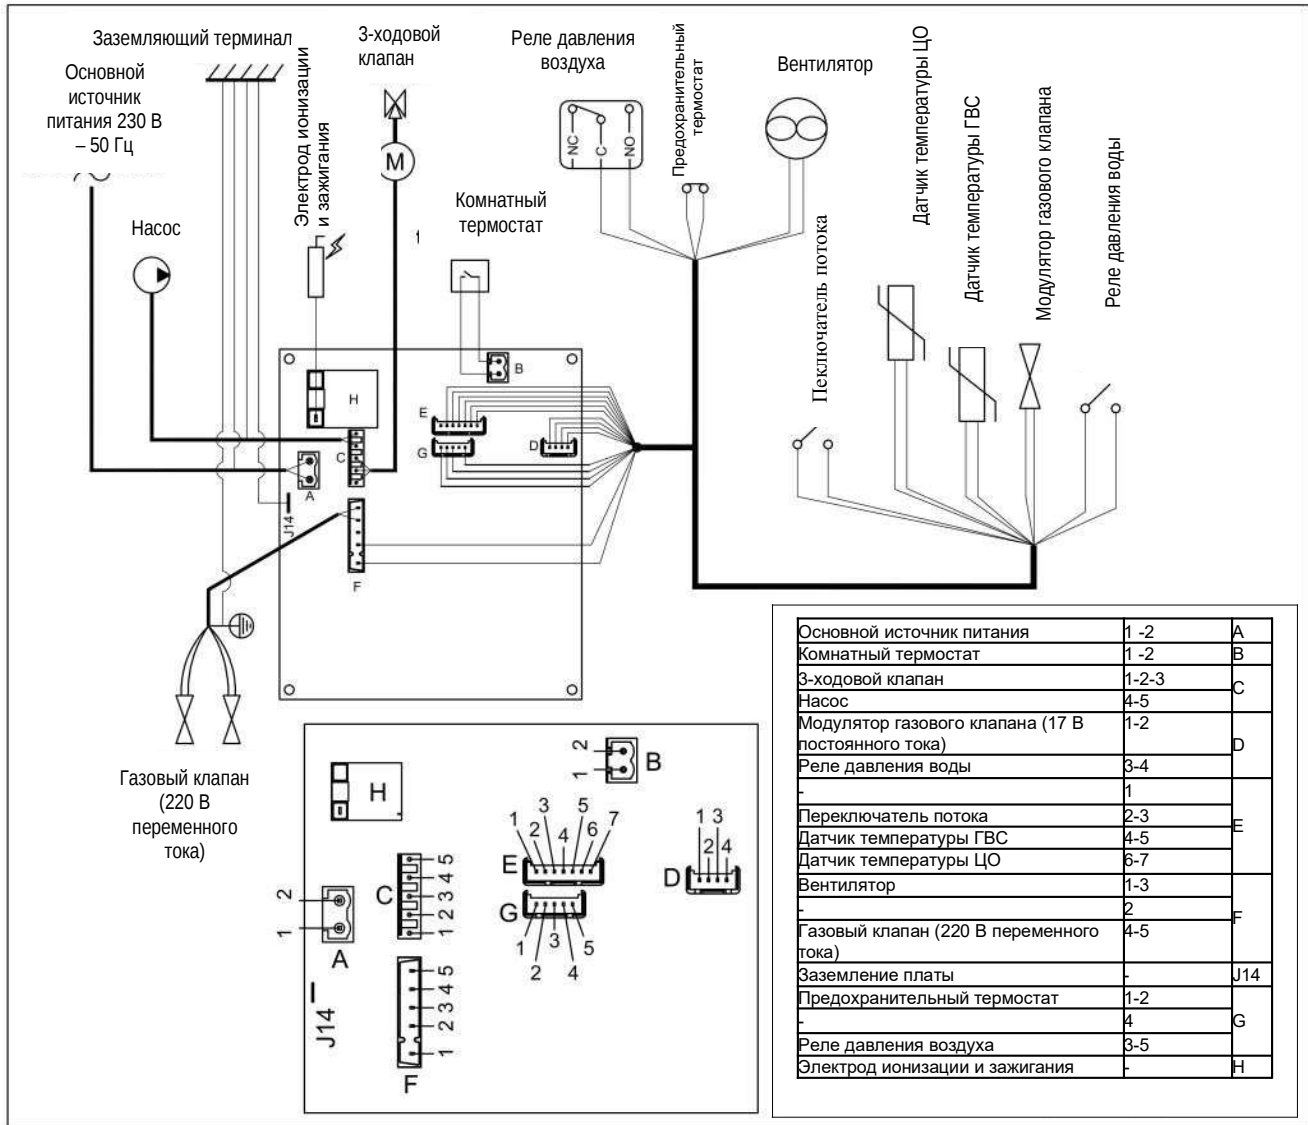 Заземляющий терминал
Основной
источник
питания 230 В
– 50 Гц
Насос
Электрод ионизации
и зажигания
3-ходовой
клапан
M
Комнатный
термостат
Реле давления
воздуха
NC
C
NO
Предохранительный
термостат
Вентилятор
Пеключатель потока
Датчик температуры ЦО
Датчик температуры ГВС
Модулятор газового клапана
Реле давления воды
H
B
E
G
D
C
A
J14
F
Газовый клапан
(220 В
переменного
тока)
H
2
1
B
1
2
3
4
5
6
7
E
G
1
2
3
4
5
1 3
2 4
D
C
5
4
3
2
1
2
1
A
J14
5
4
3
2
1
F
Основной источник питания 1 -2 A
Комнатный термостат 1 -2 B
3-ходовой клапан 1-2-3 C
Насос 4-5
Модулятор газового клапана (17 В 1-2
постоянного тока) D
Реле давления воды 3-4
- 1
Переключатель потока 2-3 E
Датчик температуры ГВС 4-5
Датчик температуры ЦО 6-7
Вентилятор 1-3
- 2 F
Газовый клапан (220 В переменного 4-5
тока)
Заземление платы - J14
Предохранительный термостат 1-2
- 4 G
Реле давления воздуха 3-5
Электрод ионизации и зажигания - H